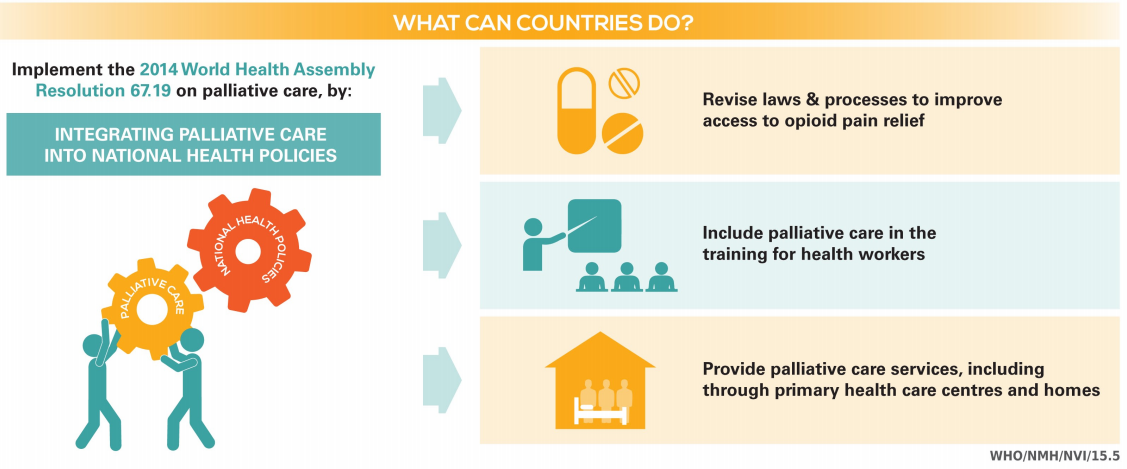 WHAT CAN COUNTRIES DO?
Implement the 2014 World Health Assembly
Resolution 67.19 on palliative care, by:
INTEGRATING PALLIATIVE CARE
INTO NATIONAL HEALTH POLICIES
NATIONAL HEALTH POLICIES
PALLIATIVE CARE
Revise laws & processes to improve
access to opioid pain relief
Include palliative care in the
training for health workers
Provide palliative care services, including
through primary health care centres and homes
WHO/NMH/NVI/15.5